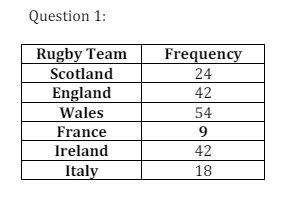 Question 1:
Rugby Team Frequency
Scotland 24
England 42
Wales 54
France 9
Ireland 42
Italy 18